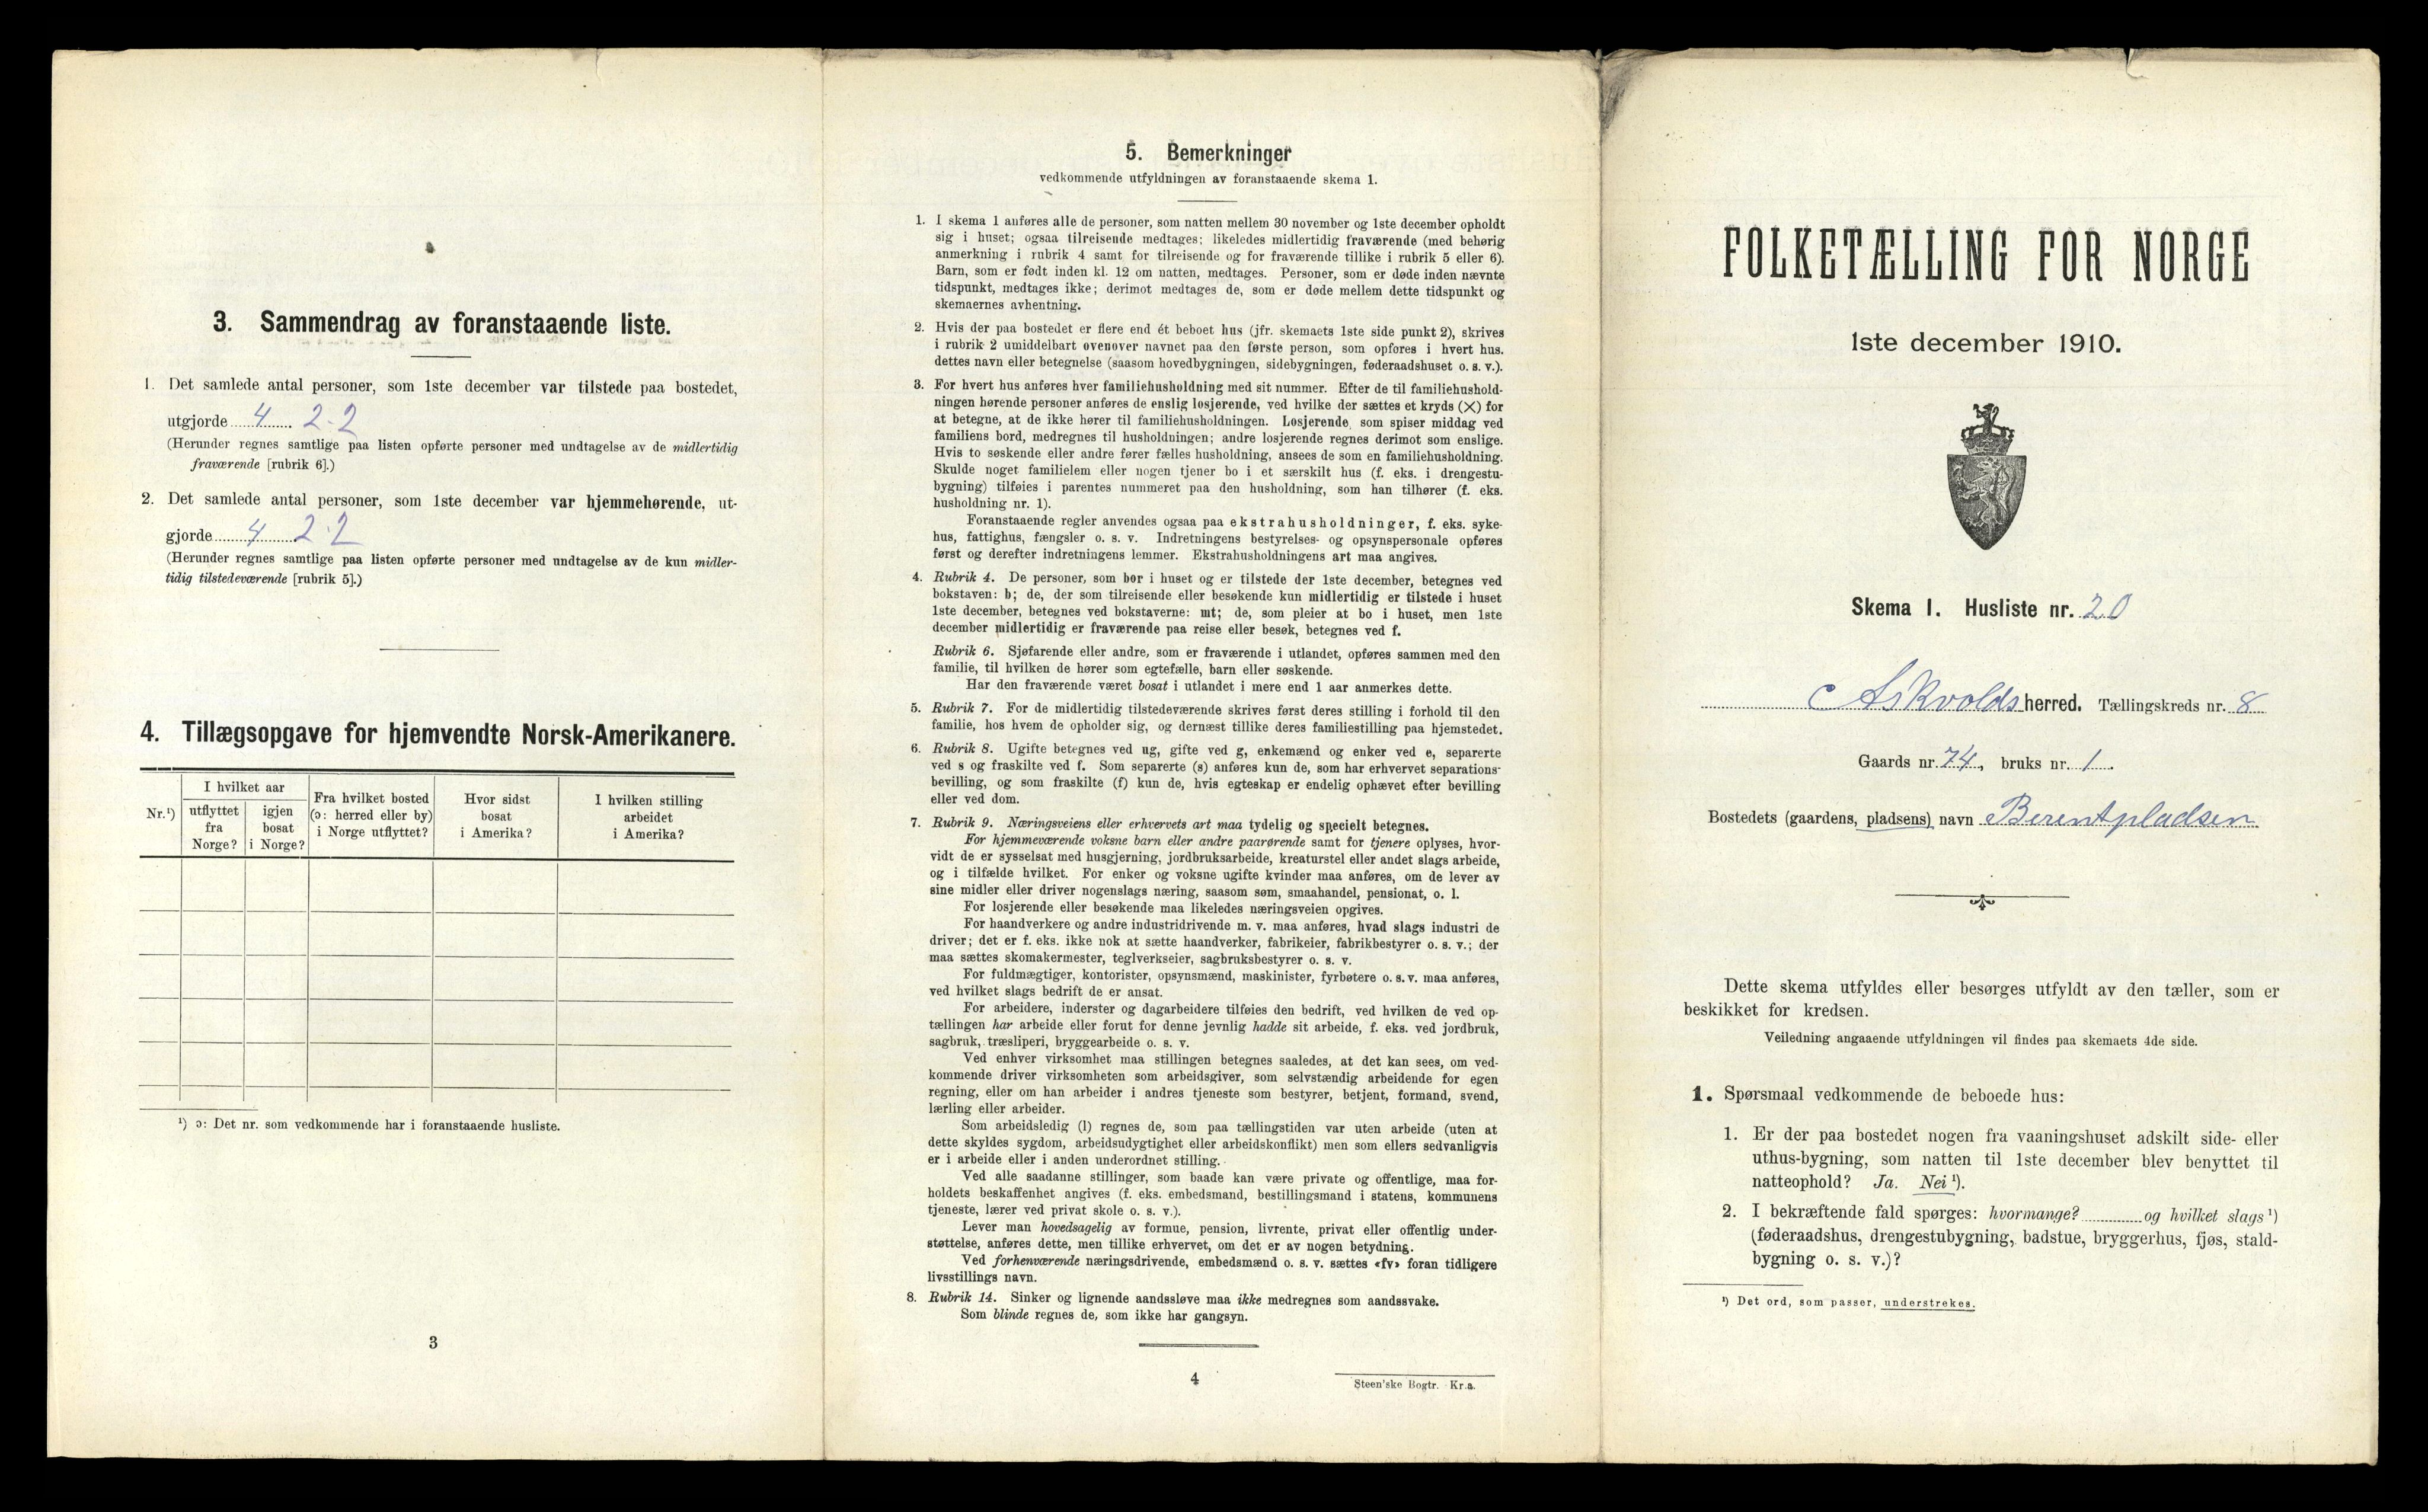 3. Sammendrag av foranstaaende liste.
1. Det samlede antal personer, som 1ste december var tilstede paa bostedet,
utgjorde 4 2-2
(Herunder regnes samtlige paa listen opførte personer med undtagelse av de midlertidig
fraværende [rubrik 6].)
2. Det samlede antal personer, som 1ste december var hjemmehørende, ut-
gjorde 4 2-2
(Herunder regnes samtlige paa listen opførte personer med undtagelse av de kun midler-
tidig tilstedeværende [rubrik 5].)
4. Tillægsopgave for hjemvendte Norsk-Amerikanere.
Nr.¹)
I hvilket aar
utflyttet
fra
Norge?
igjen
bosat
i Norge?
Fra hvilket bosted
(ɔ: herred eller by)
i Norge utflyttet?
Hvor sidst
bosat
i Amerika?
I hvilken stilling
arbeidet
i Amerika?
¹) ɔ: Det nr. som vedkommende har i foranstaaende husliste.
3
5. Bemerkninger
vedkommende utfyldningen av foranstaaende skema 1.
1. I skema 1 anføres alle de personer, som natten mellem 30 november og 1ste december opholdt
sig i huset; ogsaa tilreisende medtages; likeledes midlertidig fraværende (med behørig
anmerkning i rubrik 4 samt for tilreisende og for fraværende tillike i rubrik 5 eller 6).
Barn, som er født inden kl. 12 om natten, medtages. Personer, som er døde inden nævnte
tidspunkt, medtages ikke; derimot medtages de, som er døde mellem dette tidspunkt og
skemaernes avhentning.
2. Hvis der paa bostedet er flere end ét beboet hus (jfr. skemaets 1ste side punkt 2), skrives
i rubrik 2 umiddelbart ovenover navnet paa den første person, som opføres i hvert hus.
dettes navn eller betegnelse (saasom hovedbygningen, sidebygningen, føderaadshuset o. s. v.).
3. For hvert hus anføres hver familiehusholdning med sit nummer. Efter de til familiehushold-
ningen hørende personer anføres de enslig losjerende, ved hvilke der sættes et kryds (✕) for
at betegne, at de ikke hører til familiehusholdningen. Losjerende, som spiser middag ved
familiens bord, medregnes til husholdningen; andre losjerende regnes derimot som enslige.
Hvis to søskende eller andre fører fælles husholdning, ansees de som en familiehusholdning.
Skulde noget familielem eller nogen tjener bo i et særskilt hus (f. eks. i drengestu-
bygning) tilføies i parentes nummeret paa den husholdning, som han tilhører (f. eks.
husholdning nr. 1).
Foranstaaende regler anvendes ogsaa paa ekstrahusholdninger, f. eks. syke-
hus, fattighus, fængsler o. s. v. Indretningens bestyrelses- og opsynspersonale opføres
først og derefter indretningens lemmer. Ekstrahusholdningens art maa angives.
4. Rubrik 4. De personer, som bor i huset og er tilstede der 1ste december, betegnes ved
bokstaven: b; de, der som tilreisende eller besøkende kun midlertidig er tilstede i huset
1ste december, betegnes ved bokstaverne: mt; de, som pleier at bo i huset, men 1ste
december midlertidig er fraværende paa reise eller besøk, betegnes ved f.
Rubrik 6. Sjøfarende eller andre, som er fraværende i utlandet, opføres sammen med den
familie, til hvilken de hører som egtefælle, barn eller søskende.
Har den fraværende været bosat i utlandet i mere end 1 aar anmerkes dette.
5. Rubrik 7. For de midlertidig tilstedeværende skrives først deres stilling i forhold til den
familie, hos hvem de opholder sig, og dernæst tillike deres familiestilling paa hjemstedet.
6. Rubrik 8. Ugifte betegnes ved ug, gifte ved g, enkemænd og enker ved e, separerte
ved s og fraskilte ved f. Som separerte (s) anføres kun de, som har erhvervet separations-
bevilling, og som fraskilte (f) kun de, hvis egteskap er endelig ophævet efter bevilling
eller ved dom.
7. Rubrik 9. Næringsveiens eller erhvervets art maa tydelig og specielt betegnes.
For hjemmeværende voksne barn eller andre paarørende samt for tjenere oplyses, hvor-
vidt de er sysselsat med husgjerning, jordbruksarbeide, kreaturstel eller andet slags arbeide,
og i tilfælde hvilket. For enker og voksne ugifte kvinder maa anføres, om de lever av
sine midler eller driver nogenslags næring, saasom søm, smaahandel, pensionat, o. l.
For losjerende eller besøkende maa likeledes næringsveien opgives.
For haandverkere og andre industridrivende m. v. maa anføres, hvad slags industri de
driver; det er f. eks. ikke nok at sætte haandverker, fabrikeier, fabrikbestyrer o. s. v.; der
maa sættes skomakermester, teglverkseier, sagbruksbestyrer o. s. v.
For fuldmægtiger, kontorister, opsynsmænd, maskinister, fyrbøtere o. s. v. maa anføres,
ved hvilket slags bedrift de er ansat.
For arbeidere, inderster og dagarbeidere tilføies den bedrift, ved hvilken de ved op-
tællingen har arbeide eller forut for denne jevnlig hadde sit arbeide, f. eks. ved jordbruk,
sagbruk, træsliperi, bryggearbeide o. s. v.
Ved enhver virksomhet maa stillingen betegnes saaledes, at det kan sees, om ved-
kommende driver virksomheten som arbeidsgiver, som selvstændig arbeidende for egen
regning, eller om han arbeider i andres tjeneste som bestyrer, betjent, formand, svend,
lærling eller arbeider.
Som arbeidsledig (l) regnes de, som paa tællingstiden var uten arbeide (uten at
dette skyldes sygdom, arbeidsudygtighet eller arbeidskonflikt) men som ellers sedvanligvis
er i arbeide eller i anden underordnet stilling.
Ved alle saadanne stillinger, som baade kan være private og offentlige, maa for-
holdets beskaffenhet angives (f. eks. embedsmand, bestillingsmand i statens, kommunens
tjeneste, lærer ved privat skole o. s. v.).
Lever man hovedsagelig av formue, pension, livrente, privat eller offentlig under-
støttelse, anføres dette, men tillike erhvervet, om det er av nogen betydning.
Ved forhenværende næringsdrivende, embedsmænd o. s. v. sættes «fv» foran tidligere
livsstillings navn.
8. Rubrik 14. Sinker og lignende aandssløve maa ikke medregnes som aandssvake.
Som blinde regnes de, som ikke har gangsyn.
4
Steen'ske Bogtr. Kr.a.
FOLKETÆLLING FOR NORGE
1ste december 1910.
Skema 1. Husliste nr. 20
Askvolds herred. Tællingskreds nr. 8
Gaards nr. 74, bruks nr. 1.
Bostedets (gaardens, pladsens) navn Berentpladsen
Dette skema utfyldes eller besørges utfyldt av den tæller, som er
beskikket for kredsen.
Veiledning angaaende utfyldningen vil findes paa skemaets 4de side.
1. Spørsmaal vedkommende de beboede hus:
1. Er der paa bostedet nogen fra vaaningshuset adskilt side- eller
uthus-bygning, som natten til 1ste december blev benyttet til
natteophold? Ja. Nei ¹).
2. I bekræftende fald spørges: hvormange? og hvilket slags ¹)
(føderaadshus, drengestubygning, badstue, bryggerhus, fjøs, stald-
bygning o. s. v.)?
¹) Det ord, som passer, understrekes.